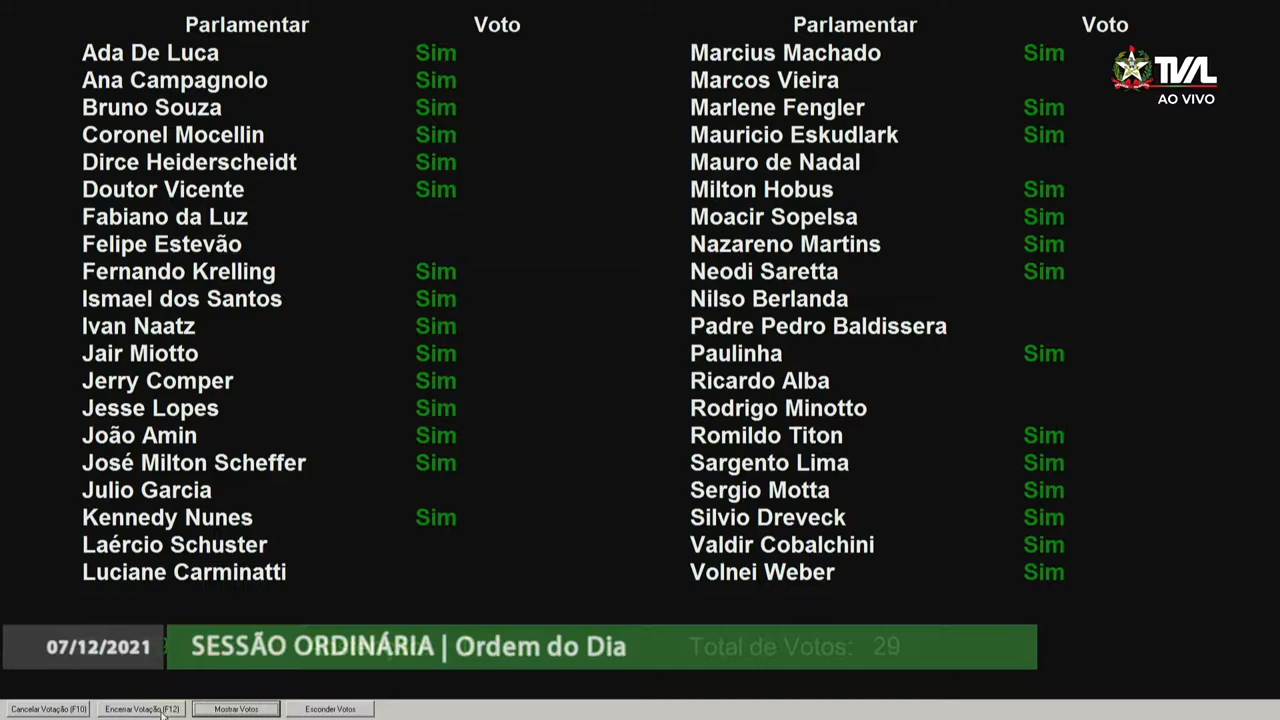 Parlamentar Voto
Ada De Luca Sim
Ana Campagnolo Sim
Bruno Souza Sim
Coronel Mocellin Sim
Dirce Heiderscheidt Sim
Doutor Vicente Sim
Fabiano da Luz
Felipe Estevão
Fernando Krelling Sim
Ismael dos Santos Sim
Ivan Naatz Sim
Jair Miotto Sim
Jerry Comper Sim
Jesse Lopes Sim
João Amin Sim
José Milton Scheffer Sim
Julio Garcia
Kennedy Nunes Sim
Laércio Schuster
Luciane Carminatti
Parlamentar Voto
Marcius Machado Sim
Marcos Vieira
Marlene Fengler Sim
Mauricio Eskudlark Sim
Mauro de Nadal
Milton Hobus Sim
Moacir Sopelsa Sim
Nazareno Martins Sim
Neodi Saretta Sim
Nilso Berlanda
Padre Pedro Baldissera
Paulinha Sim
Ricardo Alba
Rodrigo Minotto
Romildo Titon Sim
Sargento Lima Sim
Sergio Motta Sim
Silvio Dreveck Sim
Valdir Cobalchini Sim
Volnei Weber Sim
TVAL
AO VIVO
07/12/2021 SESSÃO ORDINÁRIA | Ordem do Dia Total de Votos: 29
Cancelar Votação (F10) Encerrar Votação (F12) Mostrar Votos Esconder Votos